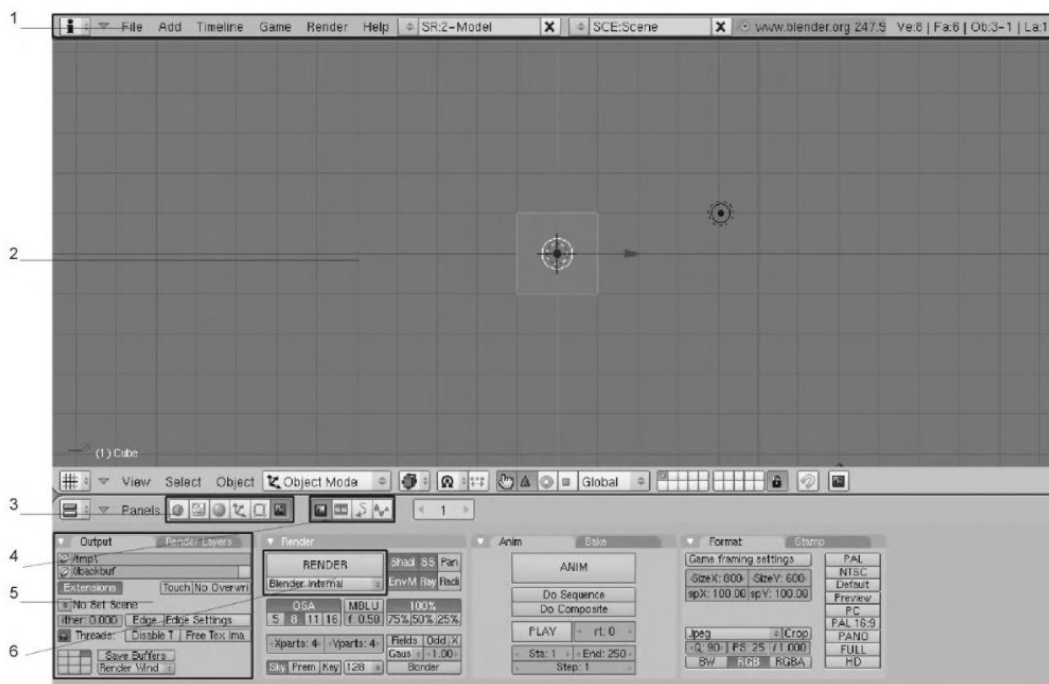 1
File Add Timeline Game Render Help SR:2-Model X SCE:Scene X www.blender.org 247.9 Ve:8 | Fa:6 | Ob:3-1 | La:1
2
(1) Cube
View Select Object Object Mode Global
3
Panels 1
4
Output Render Layers Render Anim Bake Format Stamp
/tmp\
//backbuf
RENDER
Blender Internal
Shad SS Pan
EnvM Ray Radi
ANIM
Game framing settings
SizeX: 800 SizeY: 600
spX: 100.00 spY: 100.00
PAL
NTSC
Default
Preview
PC
PAL 16:9
PANO
FULL
HD
5
Extensions Touch No Overwri
No Set Scene
ither: 0.000 Edge Edge Settings
Threads: Disable T Free Tex Ima
Save Buffers
Render Wind
6
OSA MBLU 100%
5 8 11 16 f: 0.50 75% 50% 25%
Xparts: 4 Yparts: 4 Fields Odd X
Gaus 1.00
Sky Prem Key 128 Border
Do Sequence
Do Composite
PLAY rt: 0
Sta: 1 End: 250
Step: 1
Jpeg Crop
Q: 90 FPS: 25 / 1.000
BW RGB RGBA